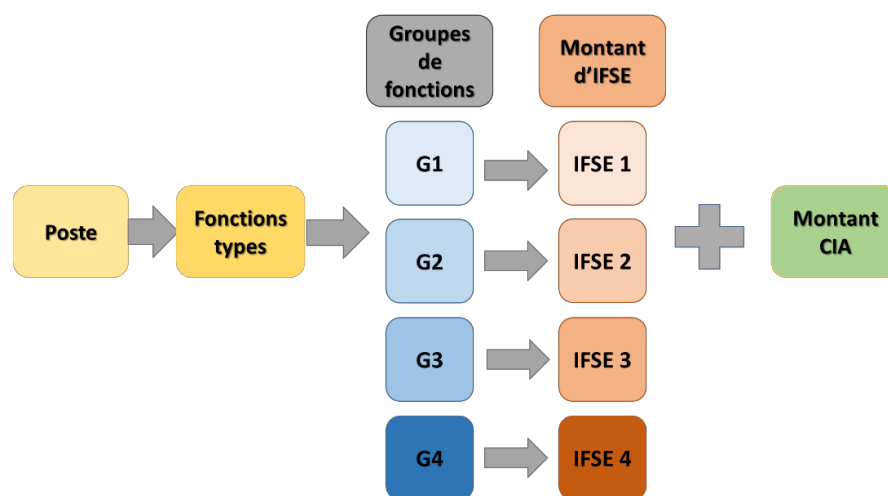 Groupes
de
fonctions
Montant
d'IFSE
G1
IFSE 1
Poste
Fonctions
types
G2
IFSE 2
Montant
CIA
G3
IFSE 3
G4
IFSE 4